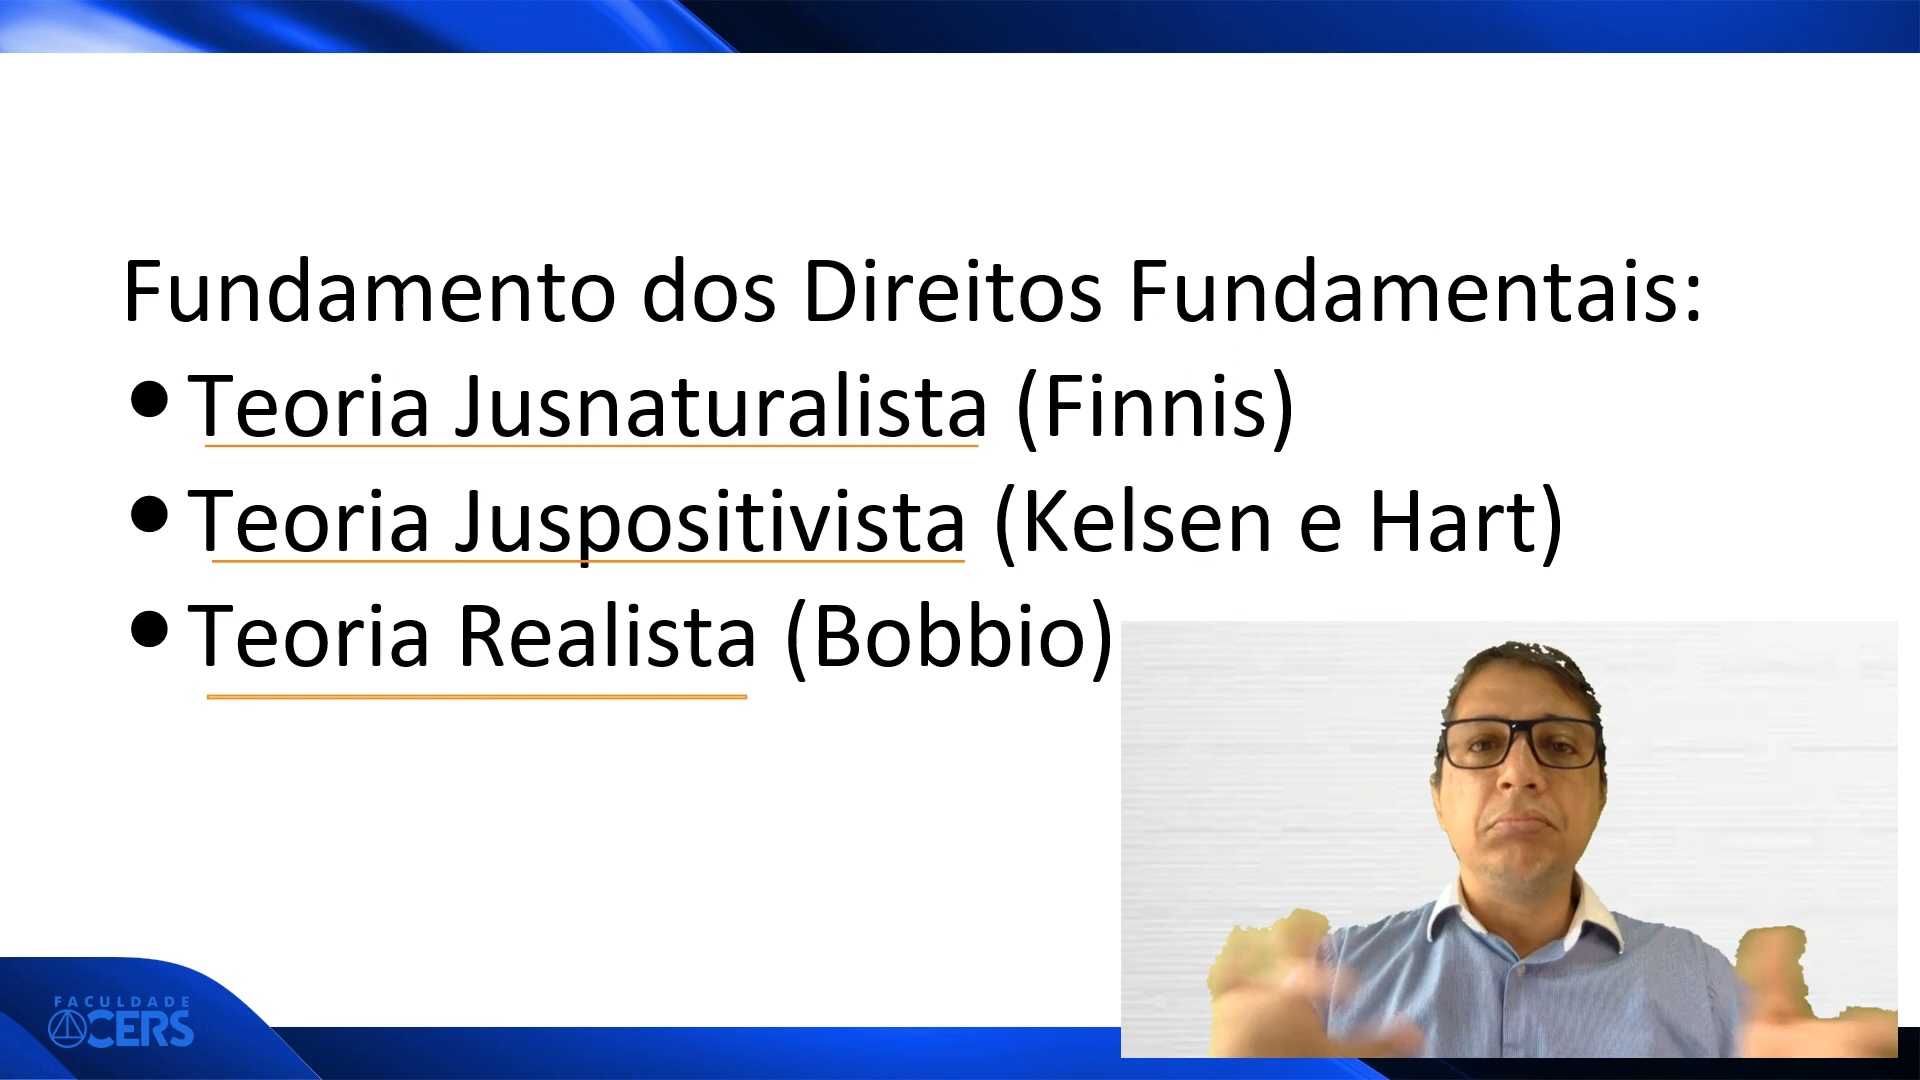 Fundamento dos Direitos Fundamentais:
• Teoria Jusnaturalista (Finnis)
• Teoria Juspositivista (Kelsen e Hart)
• Teoria Realista (Bobbio)
FACULDADE
CERS